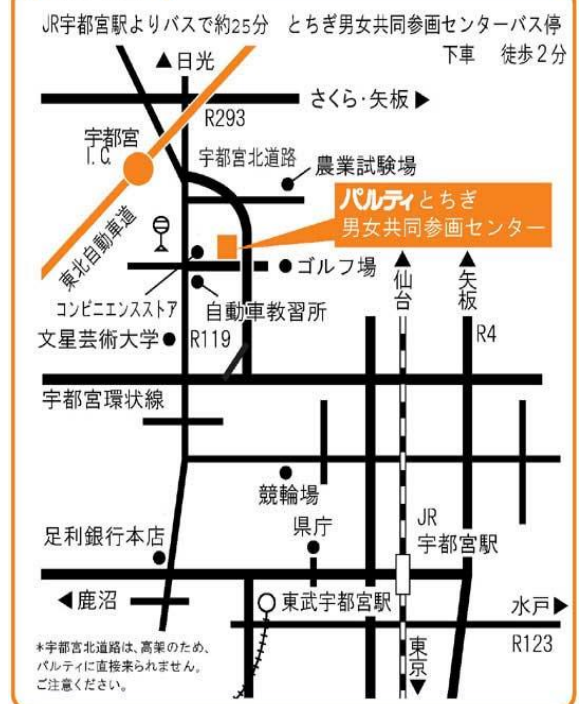 JR宇都宮駅よりバスで約25分 とちぎ男女共同参画センターバス停
下車 徒歩2分
▲日光
さくら・矢板▶
R293
宇都宮
I.C.
宇都宮北道路
農業試験場
パルティとちぎ
男女共同参画センター
東北自動車道
ゴルフ場
▲仙台
▲矢板
コンビニエンスストア
自動車教習所
文星芸術大学
R119
R4
宇都宮環状線
競輪場
県庁
JR
宇都宮駅
足利銀行本店
◀鹿沼
東武宇都宮駅
水戸▶
R123
東京▼
*宇都宮北道路は、高架のため、
パルティに直接来られません。
ご注意ください。